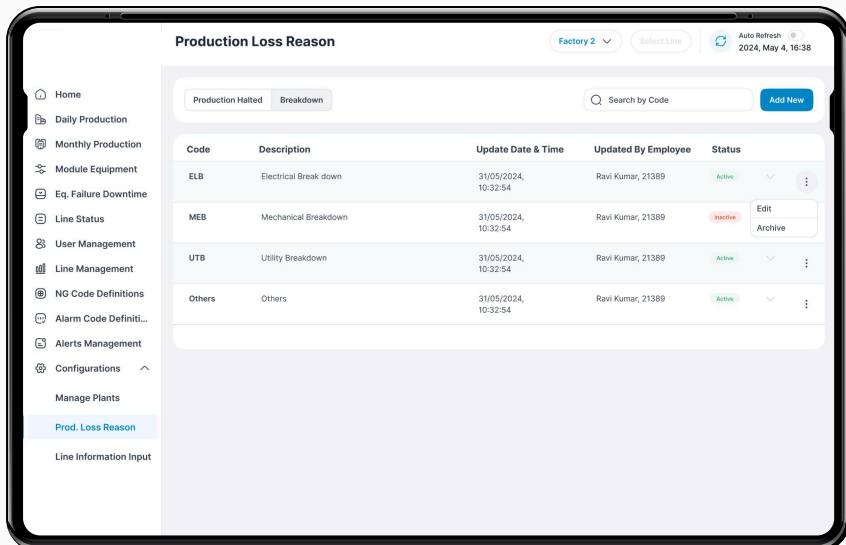 Production Loss Reason
Factory 2
Select Line
Auto Refresh
2024, May 4, 16:38
Home
Daily Production
Monthly Production
Module Equipment
Eq. Failure Downtime
Line Status
User Management
Line Management
NG Code Definitions
Alarm Code Definiti...
Alerts Management
Configurations
Manage Plants
Prod. Loss Reason
Line Information Input
Production Halted Breakdown
Search by Code
Add New
Code Description Update Date & Time Updated By Employee Status
ELB Electrical Break down 31/05/2024, Ravi Kumar, 21389 Active
10:32:54
Edit
Archive
MEB Mechanical Breakdown 31/05/2024, Ravi Kumar, 21389 Inactive
10:32:54
UTB Utility Breakdown 31/05/2024, Ravi Kumar, 21389 Active
10:32:54
Others Others 31/05/2024, Ravi Kumar, 21389 Active
10:32:54